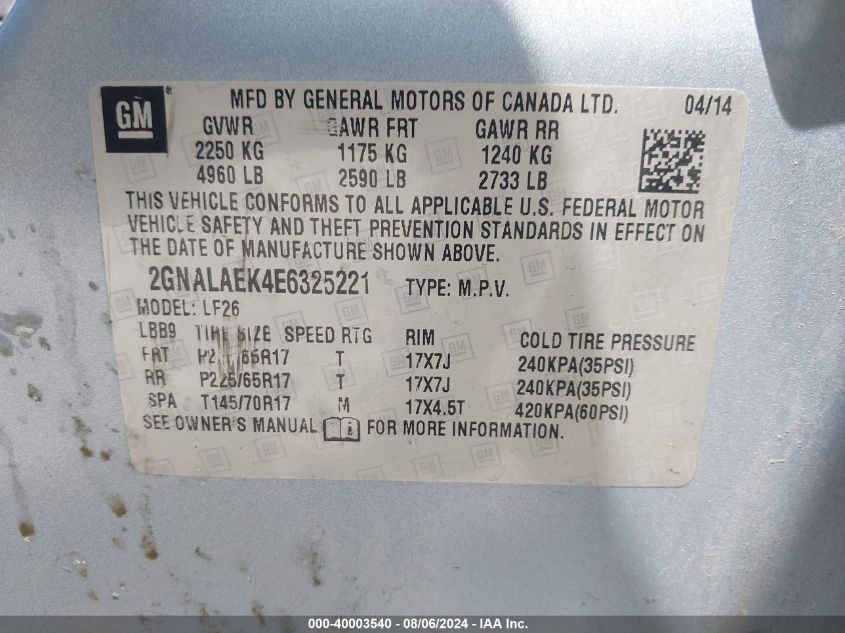 GM ® MFD BY GENERAL MOTORS OF CANADA LTD. 04/14
GVWR GAWR FRT GAWR RR
2250 KG 1175 KG 1240 KG
4960 LB 2590 LB 2733 LB
THIS VEHICLE CONFORMS TO ALL APPLICABLE U.S. FEDERAL MOTOR
VEHICLE SAFETY AND THEFT PREVENTION STANDARDS IN EFFECT ON
THE DATE OF MANUFACTURE SHOWN ABOVE.
2GNALAEK4E6325221 TYPE: M.P.V.
MODEL: LF26
LBB9 TIRE SIZE SPEED RTG RIM COLD TIRE PRESSURE
FRT /65R17 T 17X7J 240KPA(35PSI)
RR P225/65R17 T 17X7J 240KPA(35PSI)
SPA T145/70R17 M 17X4.5T 420KPA(60PSI)
SEE OWNER'S MANUAL FOR MORE INFORMATION.
000-40003540 - 08/06/2024 - IAA Inc.